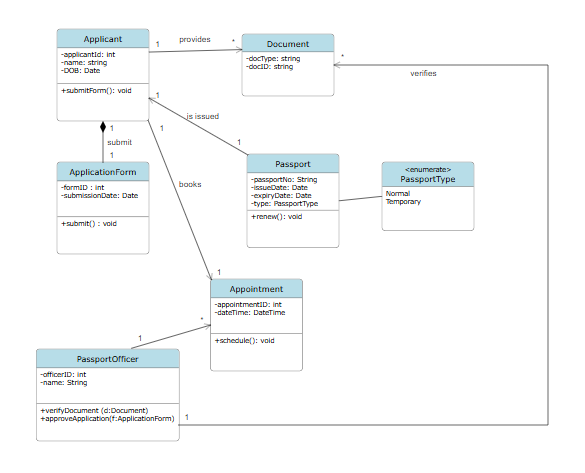 Applicant
-applicantId: int
-name: string
-DOB: Date
+submitForm(): void
1
provides
*
Document
-docType: string
-docID: string
*
verifies
1
submit
1
1
is issued
1
1
books
1
ApplicationForm
-formID : int
-submissionDate: Date
+submit() : void
Passport
-passportNo: String
-issueDate: Date
-expiryDate: Date
-type: PassportType
+renew(): void
<enumerate>
PassportType
Normal
Temporary
Appointment
-appointmentID: int
-dateTime: DateTime
+schedule(): void
1
*
PassportOfficer
-officerID: int
-name: String
+verifyDocument (d:Document)
+approveApplication(f:ApplicationForm)
1